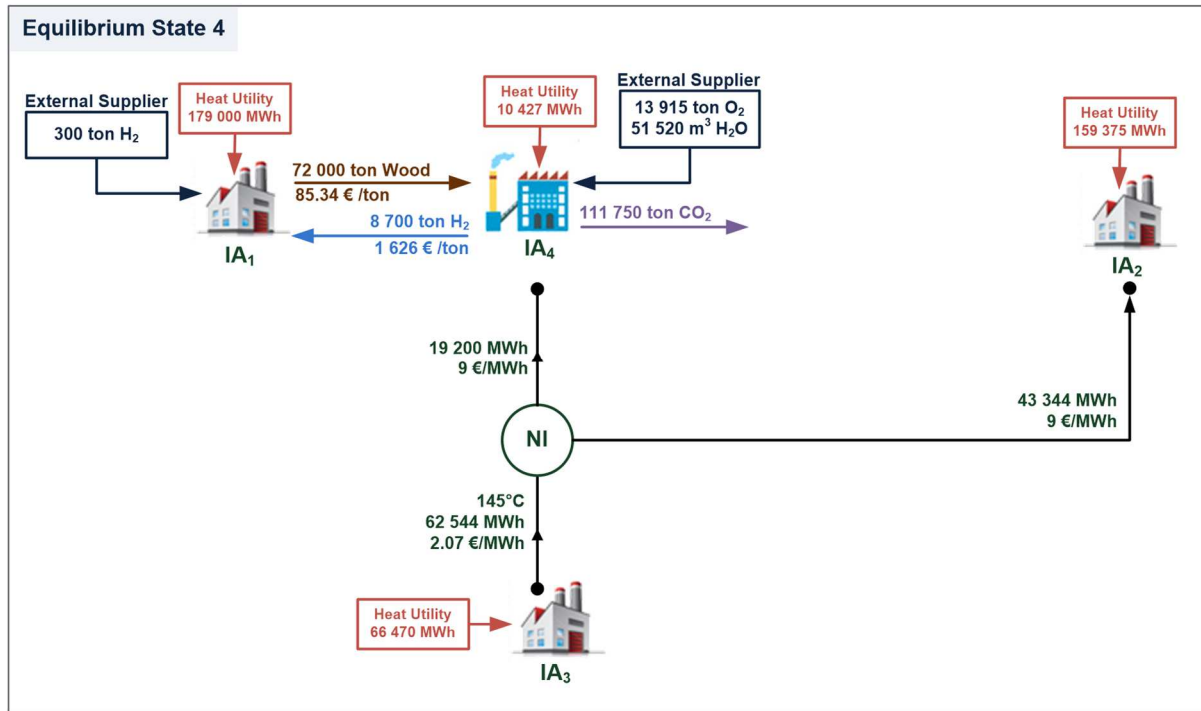 Equilibrium State 4
External Supplier
300 ton H₂
Heat Utility
179 000 MWh
Heat Utility
10 427 MWh
External Supplier
13 915 ton O₂
51 520 m³ H₂O
Heat Utility
159 375 MWh
72 000 ton Wood
85.34 € /ton
8 700 ton H₂
1 626 € /ton
111 750 ton CO₂
IA₁
IA₄
IA₂
19 200 MWh
9 €/MWh
43 344 MWh
9 €/MWh
NI
145°C
62 544 MWh
2.07 €/MWh
Heat Utility
66 470 MWh
IA₃